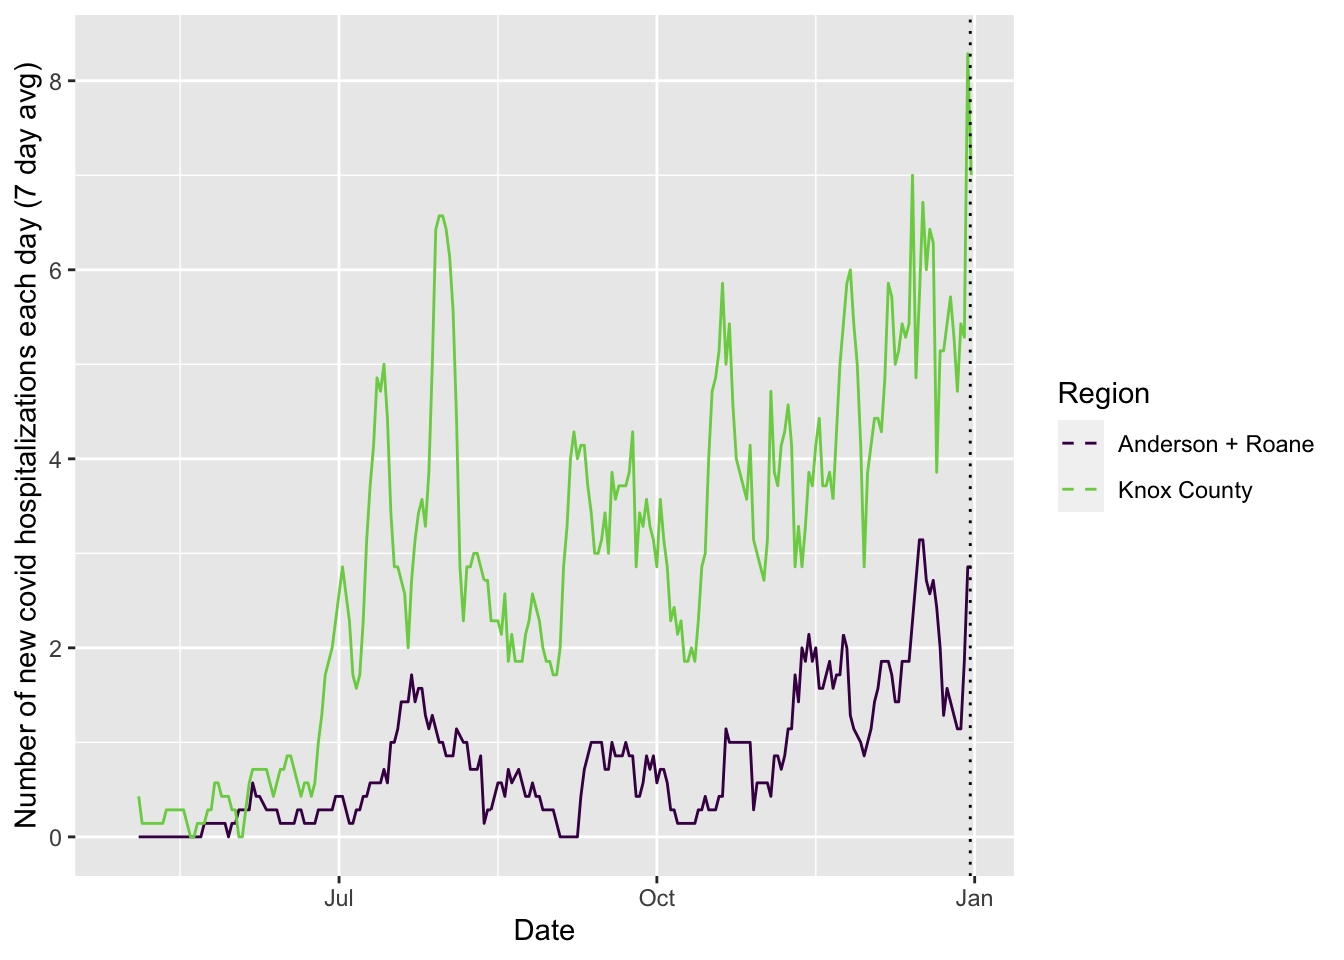 Number of new covid hospitalizations each day (7 day avg)
8
6
4
2
0
Jul
Oct
Jan
Date
Region
Anderson + Roane
Knox County